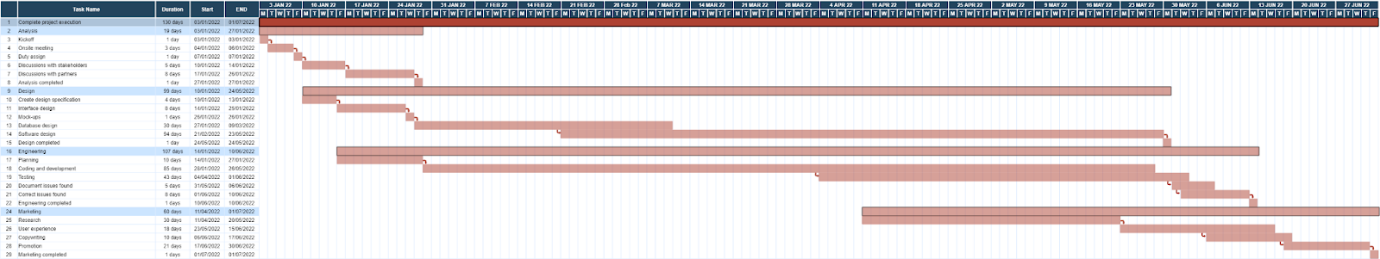 Task Name Duration Start END 3 JAN 22 10 JAN 22 17 JAN 22 24 JAN 22 31 JAN 22 7 FEB 22 14 FEB 22 21 FEB 22 28 Feb 22 7 MAR 22 14 MAR 22 21 MAR 22 28 MAR 22 4 APR 22 11 APR 22 18 APR 22 25 APR 22 2 MAY 22 9 MAY 22 16 MAY 22 23 MAY 22 30 MAY 22 6 JUN 22 13 JUN 22 20 JUN 22 27 JUN 22
M T W T F M T W T F M T W T F M T W T F M T W T F M T W T F M T W T F M T W T F M T W T F M T W T F M T W T F M T W T F M T W T F M T W T F M T W T F M T W T F M T W T F M T W T F M T W T F M T W T F M T W T F M T W T F M T W T F M T W T F M T W T F M T W T F
1 Complete project execution 130 days 03/01/2022 01/07/2022
2 Analysis 19 days 03/01/2022 27/01/2022
3 Kickoff 1 day 03/01/2022 03/01/2022
4 Onsite meeting 3 days 04/01/2022 06/01/2022
5 Duty assign 1 day 07/01/2022 07/01/2022
6 Discussions with stakeholders 5 days 10/01/2022 14/01/2022
7 Discussions with partners 8 days 17/01/2022 26/01/2022
8 Analysis completed 1 day 27/01/2022 27/01/2022
9 Design days 10/01/2022 24/05/2022
10 Create design specification 4 days 10/01/2022 13/01/2022
11 Interface design 8 days 14/01/2022 25/01/2022
12 Mock-ups 1 days 26/01/2022 26/01/2022
13 Database design 30 days 27/01/2022 09/03/2022
14 Software design days 21/02/2022 23/05/2022
15 Design completed 1 day 24/05/2022 24/05/2022
16 Engineering 107 days 14/01/2022 10/06/2022
17 Planning 10 days 14/01/2022 27/01/2022
18 Coding and development 85 days 28/01/2022 26/05/2022
19 Testing 43 days 04/04/2022 01/06/2022
20 Document issues found 5 days 31/05/2022 06/06/2022
21 Contact issues found 8 days 10/06/2022
22 Engineering completed 1 day 10/06/2022 10/06/2022
24 Marketing days 11/04/2022 01/07/2022
25 Research 30 days 11/04/2022 20/05/2022
26 User experience 18 days 23/05/2022 15/06/2022
27 Copywriting 10 days 17/06/2022
28 Promotion days 30/06/2022
29 Marketing completed 1 day 01/07/2022 01/07/2022